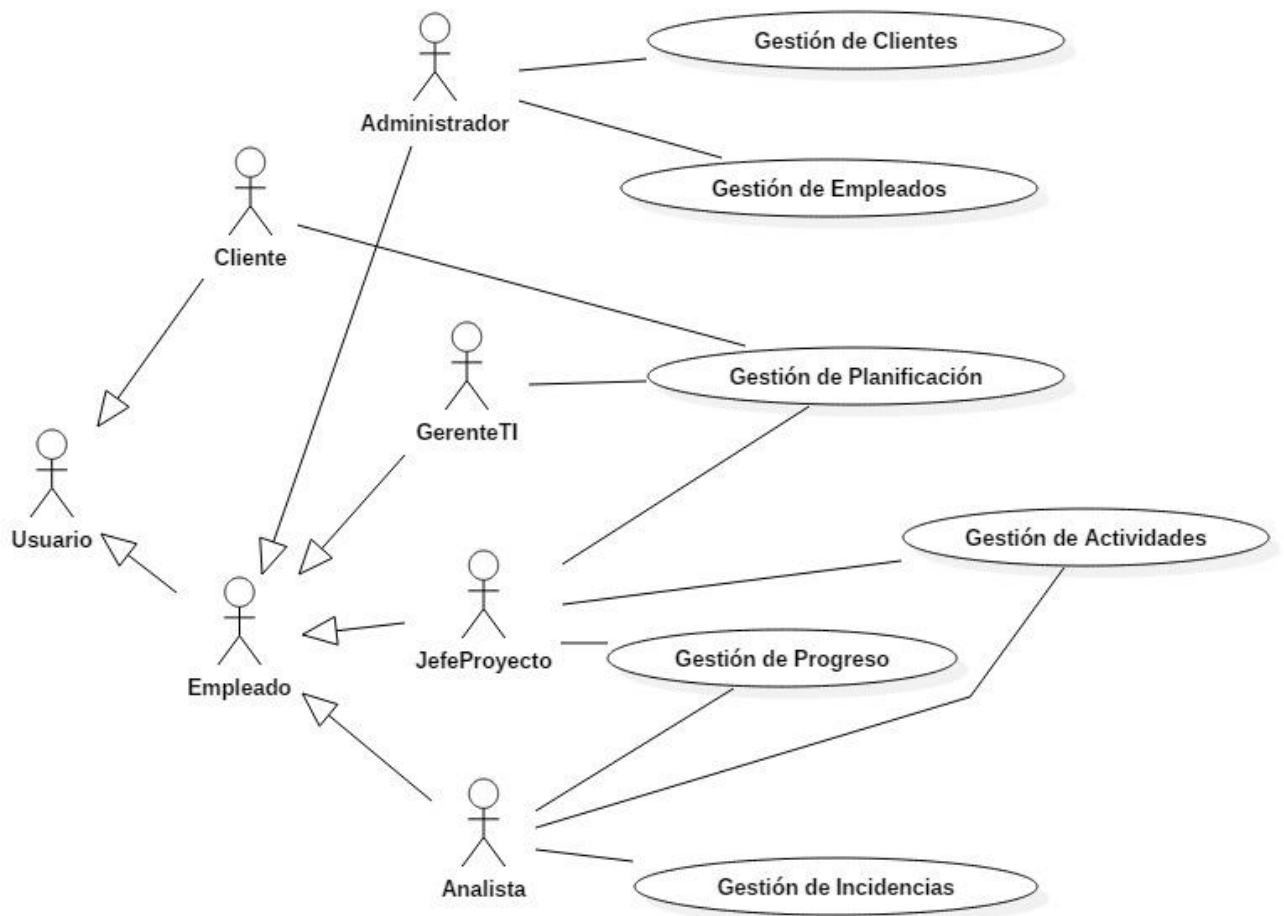 Gestión de Clientes
Administrador
Gestión de Empleados
Cliente
Gestión de Planificación
GerenteTI
Usuario
Gestión de Actividades
JefeProyecto
Gestión de Progreso
Empleado
Analista
Gestión de Incidencias